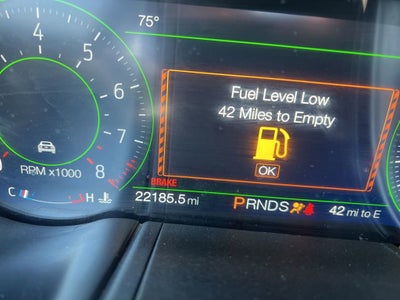 75°
4
5
6
7
8
RPM x1000
C H
Fuel Level Low
42 Miles to Empty
OK
BRAKE
22185.5 mi
PRNDS
42 mi to E